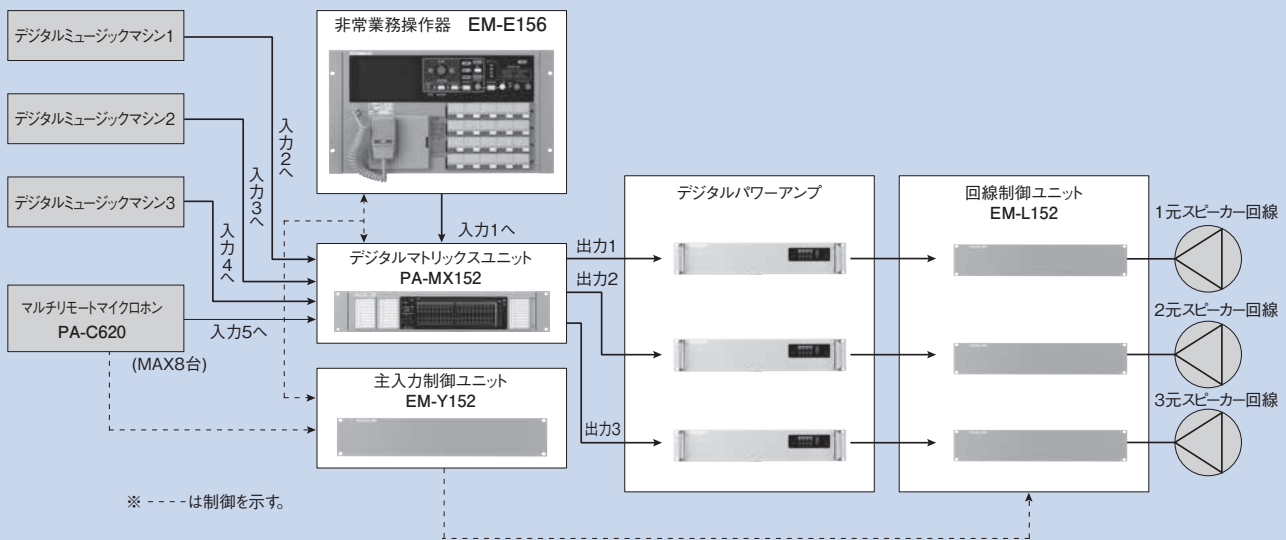 デジタルミュージックマシン1
デジタルミュージックマシン2
デジタルミュージックマシン3
マルチリモートマイクロホン
PA-C620
(MAX8台)
入力2へ
入力3へ
入力4へ
入力5へ
非常業務操作器 EM-E156
入力1へ
デジタルマトリックスユニット
PA-MX152
主入力制御ユニット
EM-Y152
出力1
出力2
出力3
デジタルパワーアンプ
回線制御ユニット
EM-L152
1元スピーカー回線
2元スピーカー回線
3元スピーカー回線
※ ----は制御を示す。